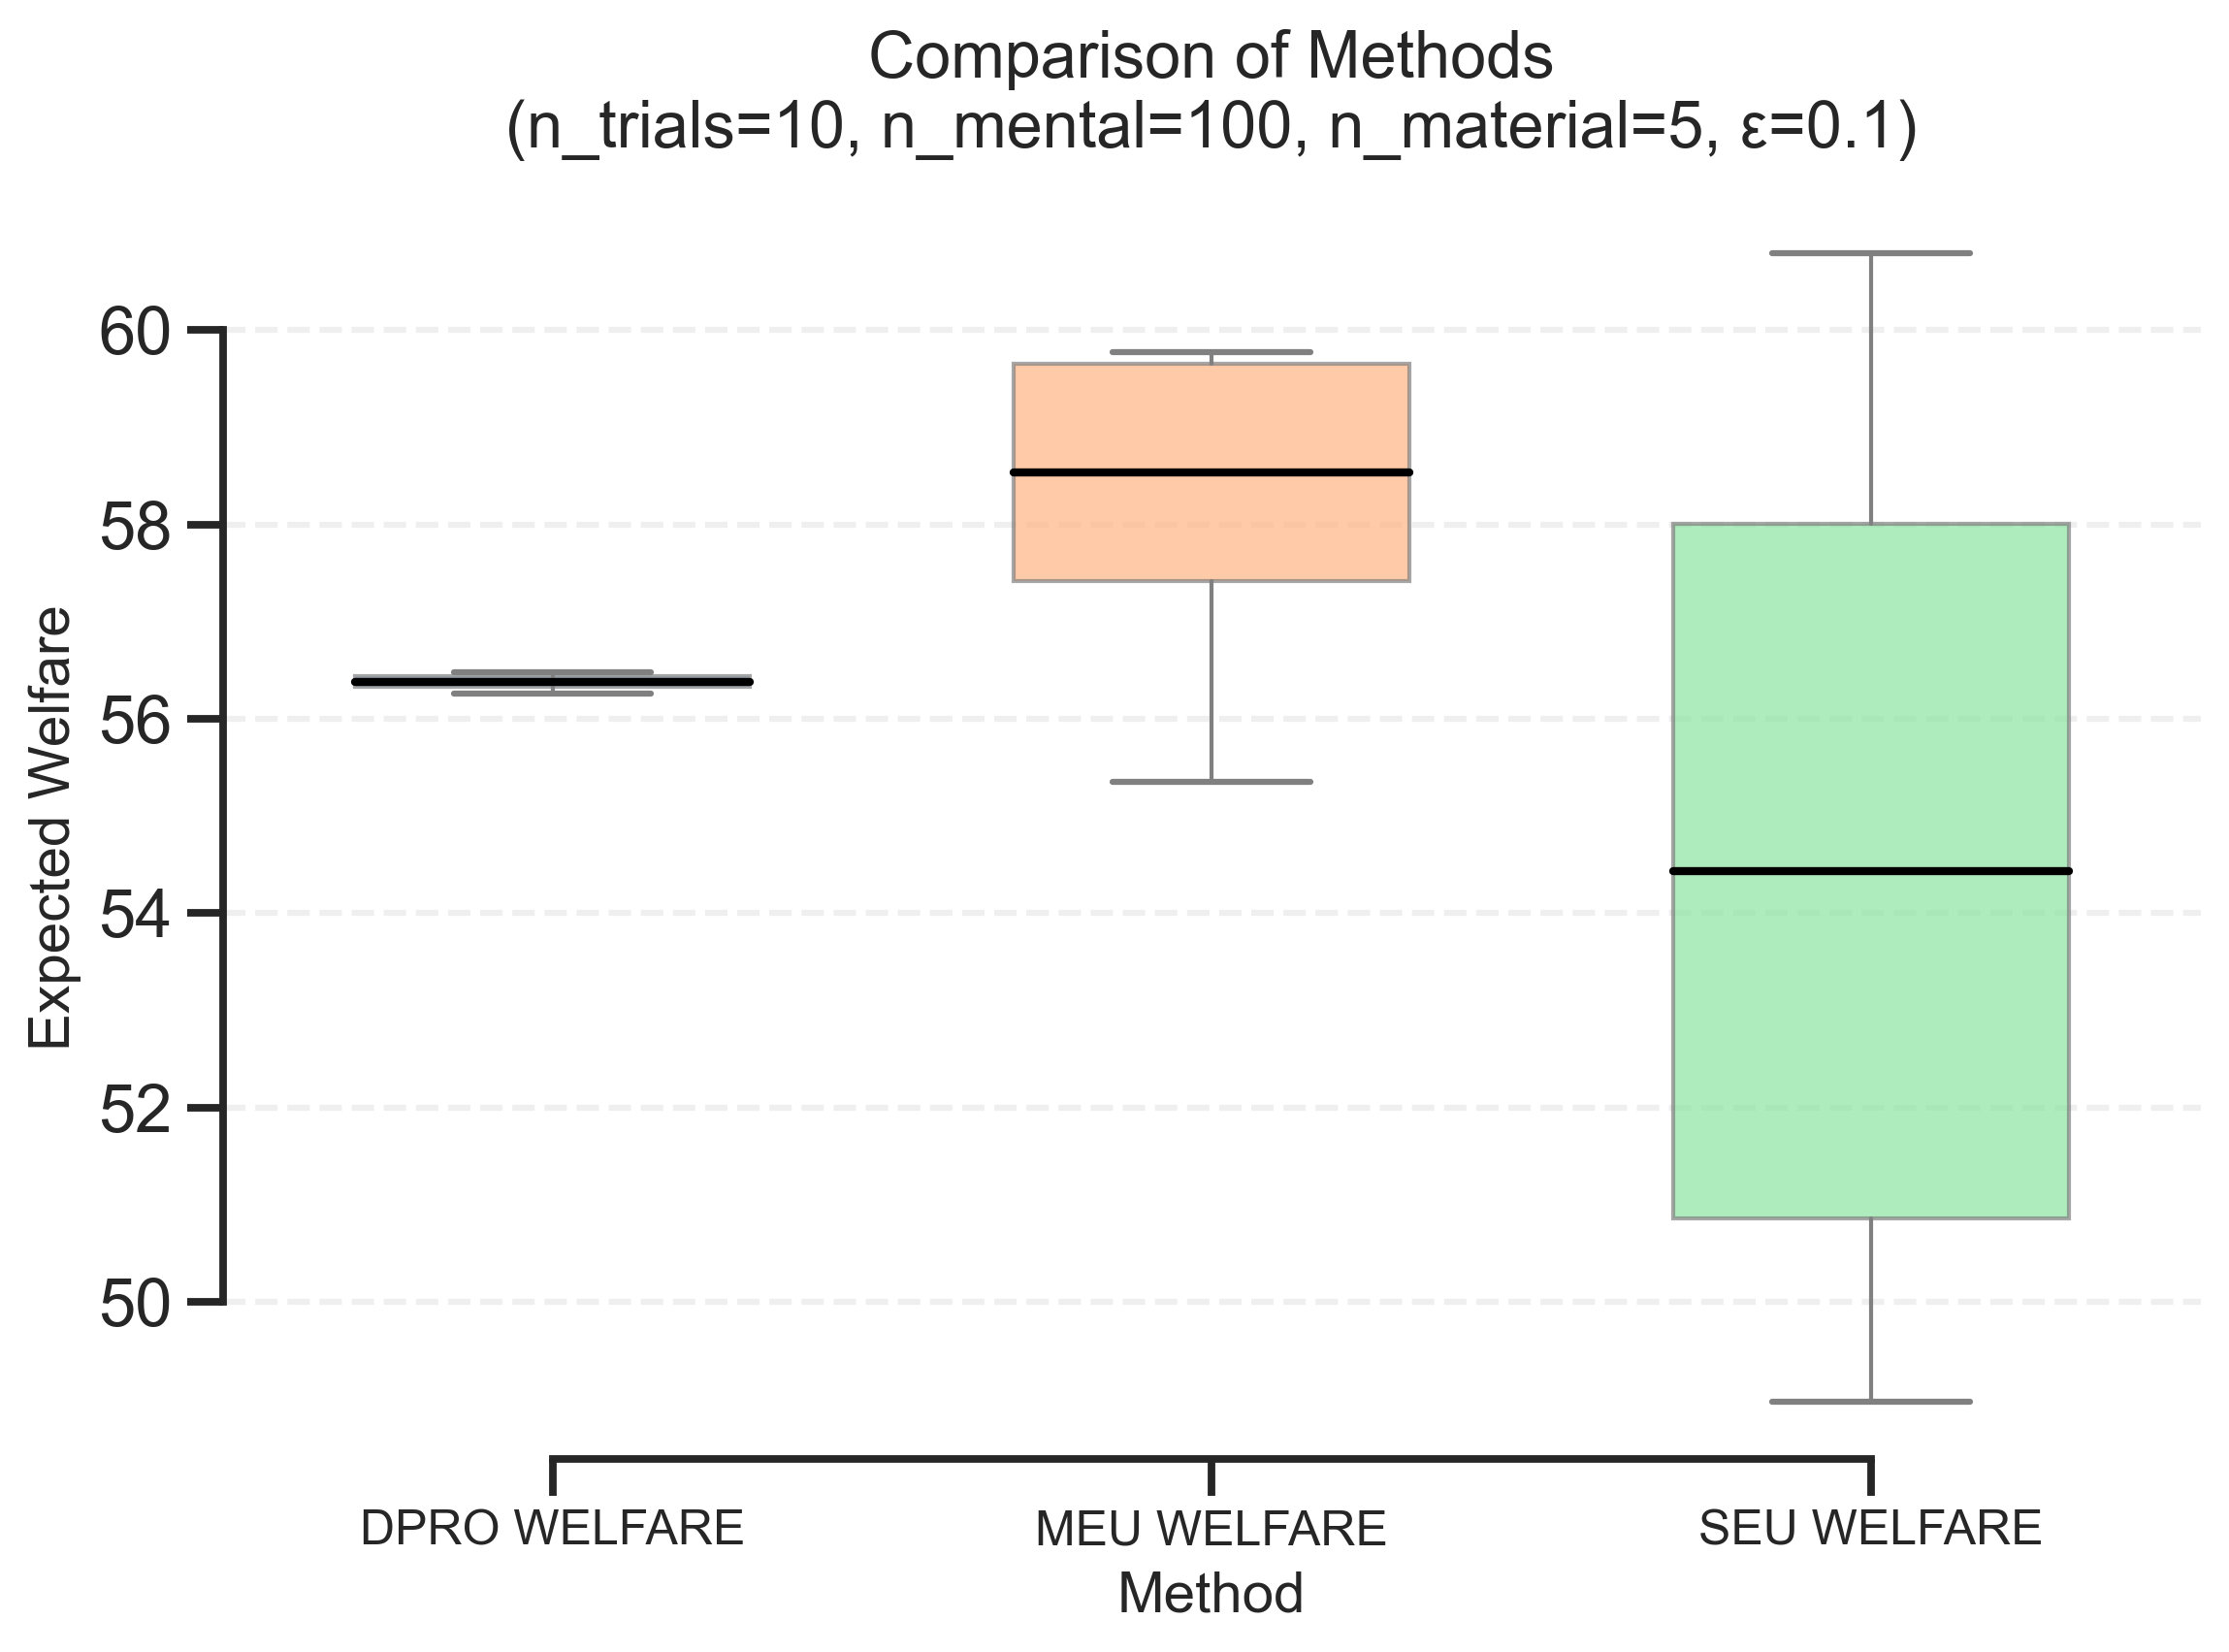 Comparison of Methods
(n_trials=10, n_mental=100, n_material=5, ε=0.1)
Expected Welfare
60
58
56
54
52
50
DPRO WELFARE
MEU WELFARE
SEU WELFARE
Method